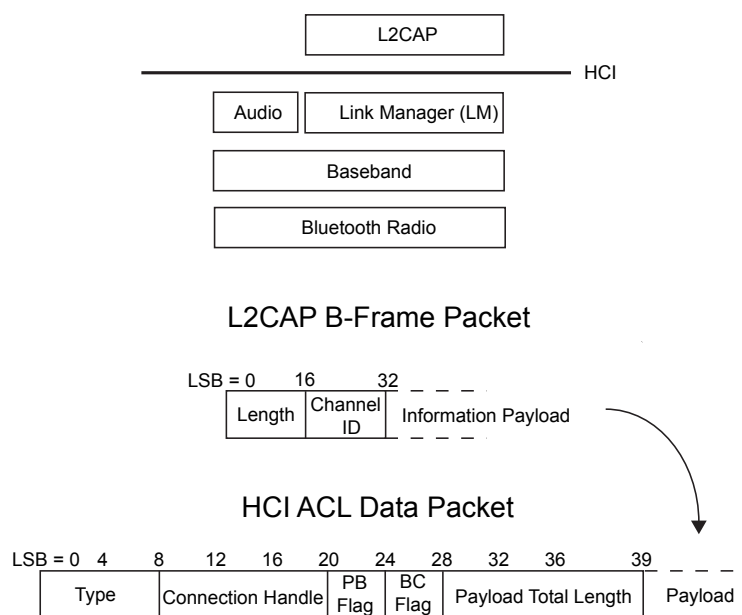 L2CAP
HCI
Audio Link Manager (LM)
Baseband
Bluetooth Radio
L2CAP B-Frame Packet
LSB = 0 16 32
Length Channel ID Information Payload
HCI ACL Data Packet
LSB = 0 4 8 12 16 20 24 28 32 36 39
Type Connection Handle PB Flag BC Flag Payload Total Length Payload